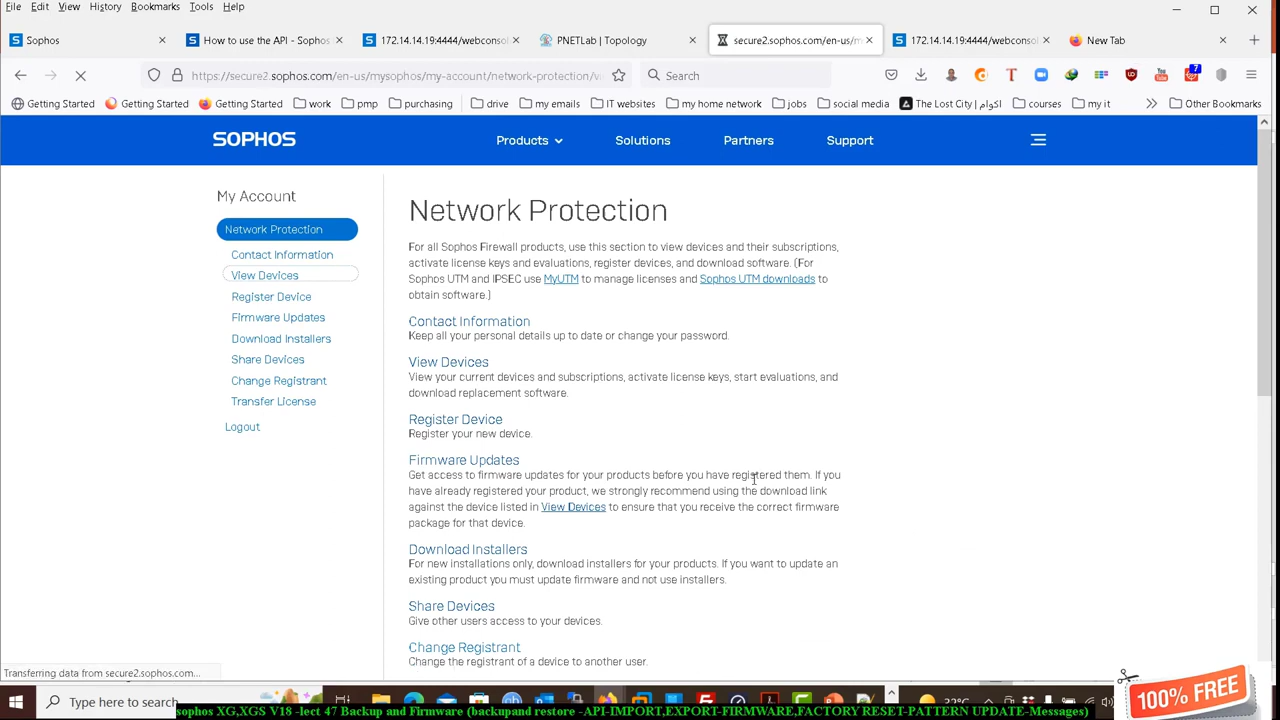 File Edit View History Bookmarks Tools Help
Sophos × How to use the API - Sophos × 172.14.14.19:4444/webconsol × PNETLab | Topology × secure2.sophos.com/en-us/m × 172.14.14.19:4444/webconsol × New Tab ×
https://secure2.sophos.com/en-us/mysophos/my-account/network-protection/v Search 7
Getting Started Getting Started Getting Started work pmp purchasing drive my emails IT websites my home network jobs social media The Lost City | اكوام courses my it Other Bookmarks
SOPHOS Products Solutions Partners Support
My Account
Network Protection
Contact Information
View Devices
Register Device
Firmware Updates
Download Installers
Share Devices
Change Registrant
Transfer License
Logout
Network Protection
For all Sophos Firewall products, use this section to view devices and their subscriptions,
activate license keys and evaluations, register devices, and download software. (For
Sophos UTM and IPSEC use MyUTM to manage licenses and Sophos UTM downloads to
obtain software.)
Contact Information
Keep all your personal details up to date or change your password.
View Devices
View your current devices and subscriptions, activate license keys, start evaluations, and
download replacement software.
Register Device
Register your new device.
Firmware Updates
Get access to firmware updates for your products before you have registered them. If you
have already registered your product, we strongly recommend using the download link
against the device listed in View Devices to ensure that you receive the correct firmware
package for that device.
Download Installers
For new installations only, download installers for your products. If you want to update an
existing product you must update firmware and not use installers.
Share Devices
Give other users access to your devices.
Change Registrant
Change the registrant of a device to another user.
Transferring data from secure2.sophos.com...
Type here to search
100% FREE
sophos XG,XGS V18 -lect 47 Backup and Firmware (backupand restore -API-IMPORT,EXPORT-FIRMWARE,FACTORY RESET-PATTERN UPDATE-Messages)